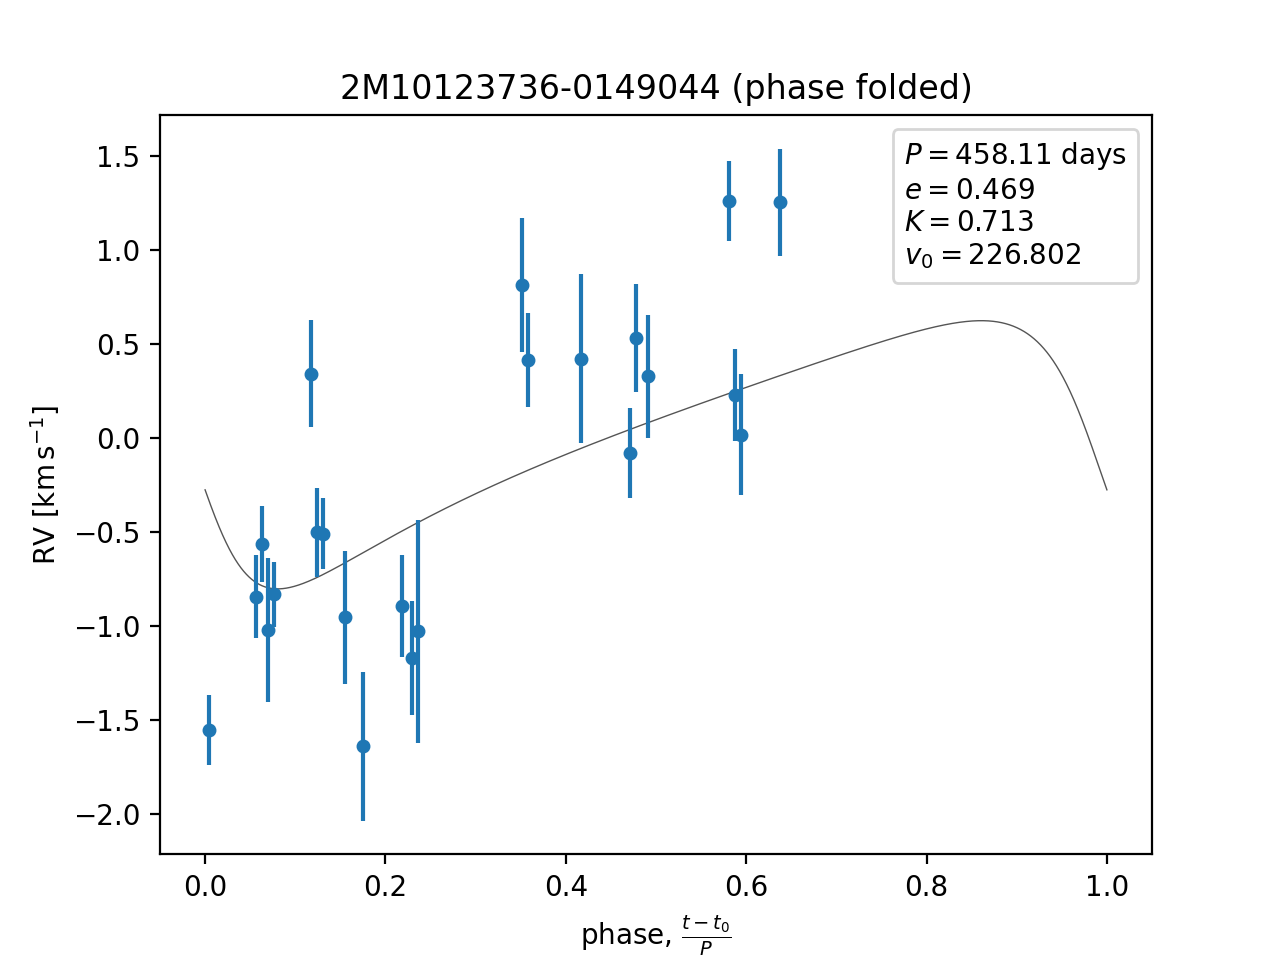 2M10123736-0149044 (phase folded)
P = 458.11 days
e = 0.469
K = 0.713
v₀ = 226.802
RV [km s⁻¹]
1.5
1.0
0.5
0.0
−0.5
−1.0
−1.5
−2.0
0.0 0.2 0.4 0.6 0.8 1.0
phase, (t − t₀)/P